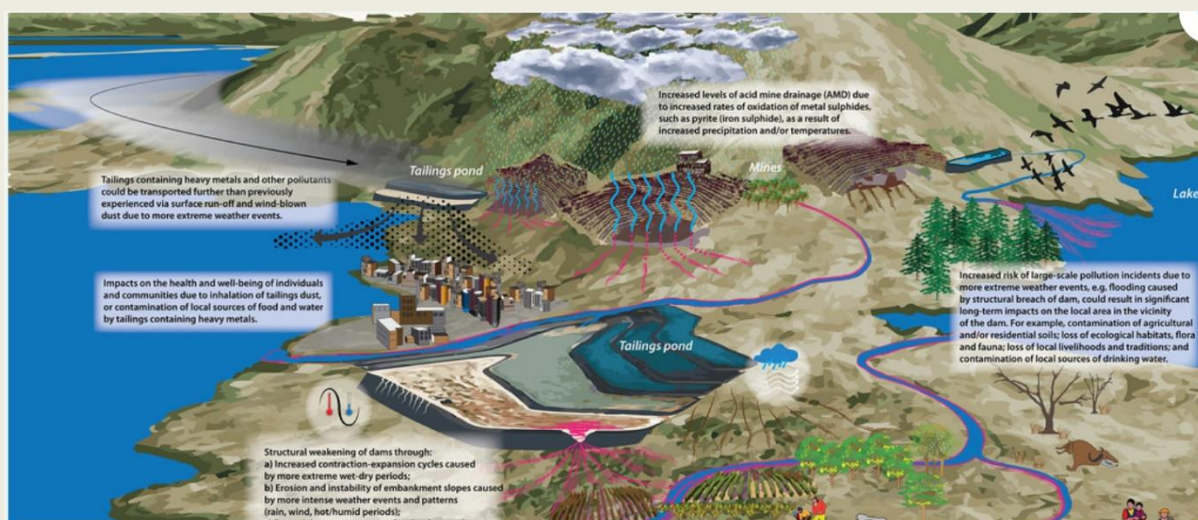 Increased levels of acid mine drainage (AMD) due
to increased rates of oxidation of metal sulphides,
such as pyrite (iron sulphide), as a result of
increased precipitation and/or temperatures.
Tailings pond
Mines
Tailings containing heavy metals and other pollutants
could be transported further than previously
experienced via surface run-off and wind-blown
dust due to more extreme weather events.
Lake
Impacts on the health and well-being of individuals
and communities due to inhalation of tailings dust,
or contamination of local sources of food and water
by tailings containing heavy metals.
Increased risk of large-scale pollution incidents due to
more extreme weather events, e.g. flooding caused
by structural breach of dam, could result in significant
long-term impacts on the local area in the vicinity
of the dam. For example, contamination of agricultural
and/or residential soils; loss of ecological habitats, flora
and fauna; loss of local livelihoods and traditions; and
contamination of local sources of drinking water.
Tailings pond
Structural weakening of dams through:
a) Increased contraction-expansion cycles caused
by more extreme wet-dry periods;
b) Erosion and instability of embankment slopes caused
by more intense weather events and patterns
(rain, wind, hot/humid periods);